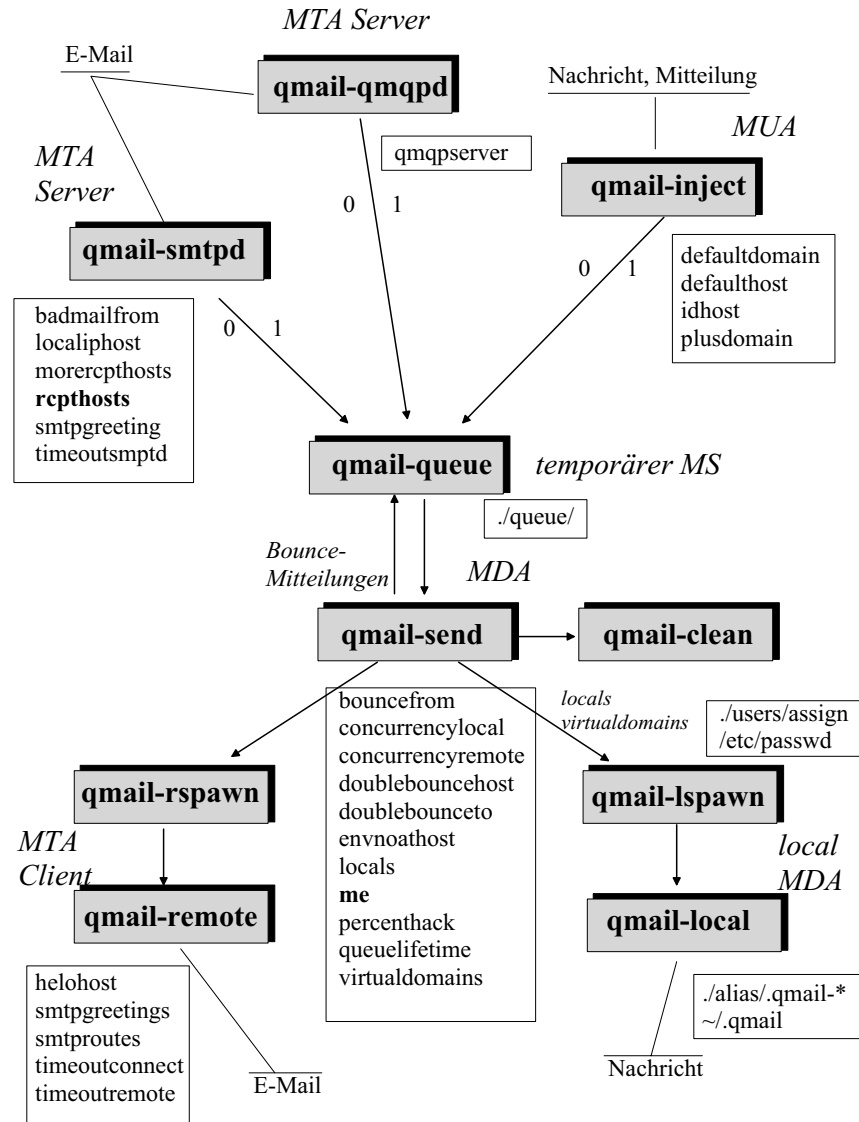 MTA Server
E-Mail
qmail-qmqpd
Nachricht, Mitteilung
MUA
qmqpserver
MTA
Server
qmail-inject
0 1
qmail-smtpd
0 1
defaultdomain
defaulthost
idhost
plusdomain
badmailfrom
localiphost
morercpthosts
rcpthosts
smtpgreeting
timeoutsmptd
0 1
qmail-queue
temporärer MS
./queue/
Bounce-
Mitteilungen
MDA
qmail-send
qmail-clean
bouncefrom
concurrencylocal
concurrencyremote
doublebouncehost
doublebounceto
envnoathost
locals
me
percenthack
queuelifetime
virtualdomains
locals
virtualdomains
./users/assign
/etc/passwd
qmail-rspawn
qmail-lspawn
MTA
Client
local
MDA
qmail-remote
qmail-local
helohost
smtpgreetings
smtproutes
timeoutconnect
timeoutremote
E-Mail
./alias/.qmail-*
~/.qmail
Nachricht